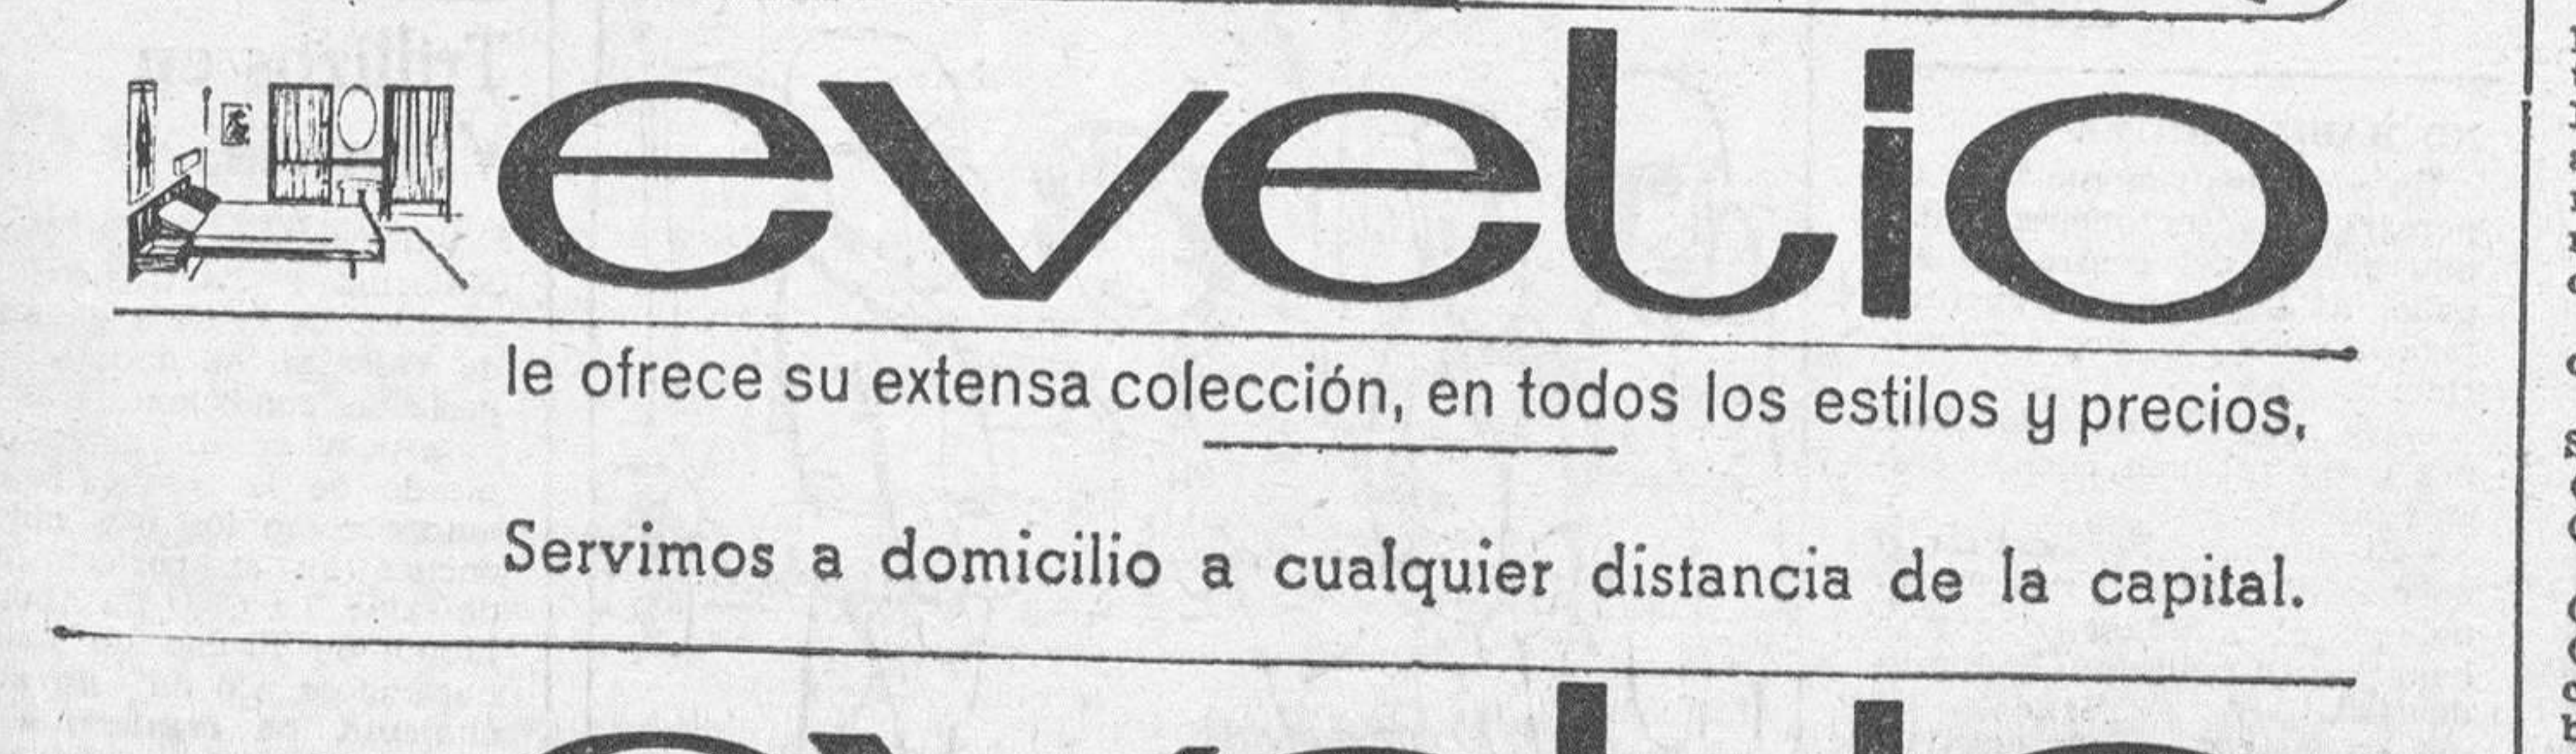 evelio
le ofrece su extensa colección, en todos los estilos y precios,
Servimos a domicilio a cualquier distancia de la capital.